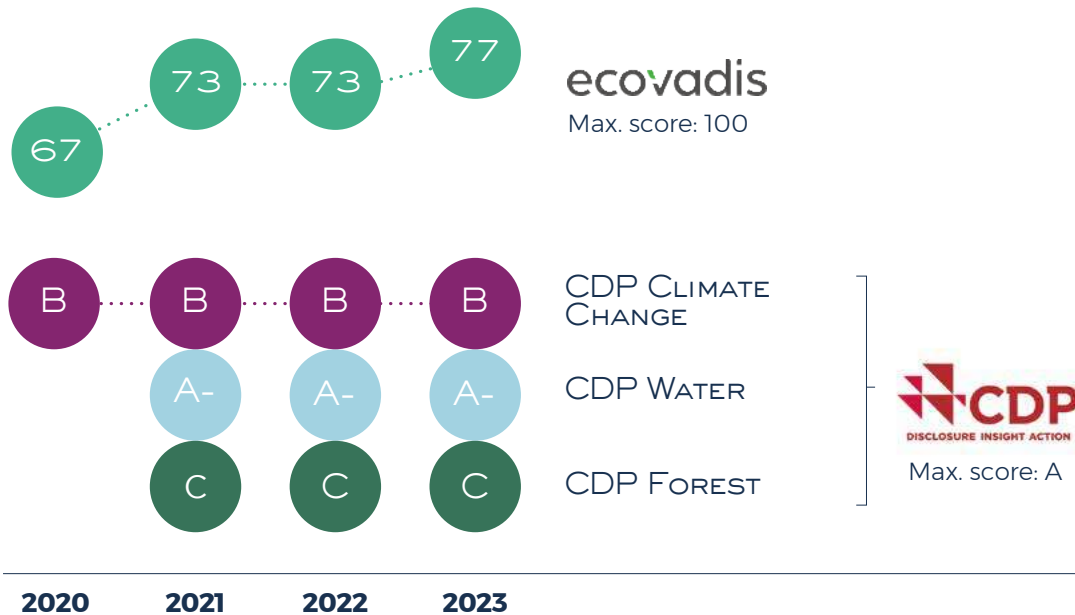 67
73
73
77
ecovadis
Max. score: 100
B
B
B
B
CDP Climate
Change
A-
A-
A-
CDP Water
C
C
C
CDP Forest
CDP
DISCLOSURE INSIGHT ACTION
Max. score: A
2020
2021
2022
2023